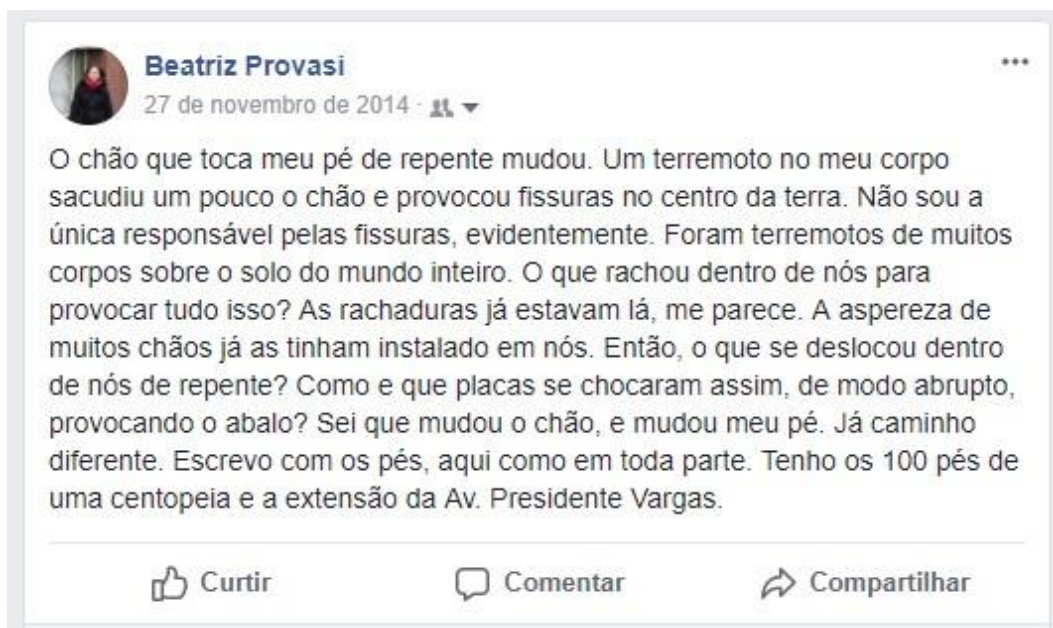 Beatriz Provasi
27 de novembro de 2014 ·
O chão que toca meu pé de repente mudou. Um terremoto no meu corpo
sacudiu um pouco o chão e provocou fissuras no centro da terra. Não sou a
única responsável pelas fissuras, evidentemente. Foram terremotos de muitos
corpos sobre o solo do mundo inteiro. O que rachou dentro de nós para
provocar tudo isso? As rachaduras já estavam lá, me parece. A aspereza de
muitos chãos já as tinham instalado em nós. Então, o que se deslocou dentro
de nós de repente? Como e que placas se chocaram assim, de modo abrupto,
provocando o abalo? Sei que mudou o chão, e mudou meu pé. Já caminho
diferente. Escrevo com os pés, aqui como em toda parte. Tenho os 100 pés de
uma centopeia e a extensão da Av. Presidente Vargas.
Curtir Comentar Compartilhar